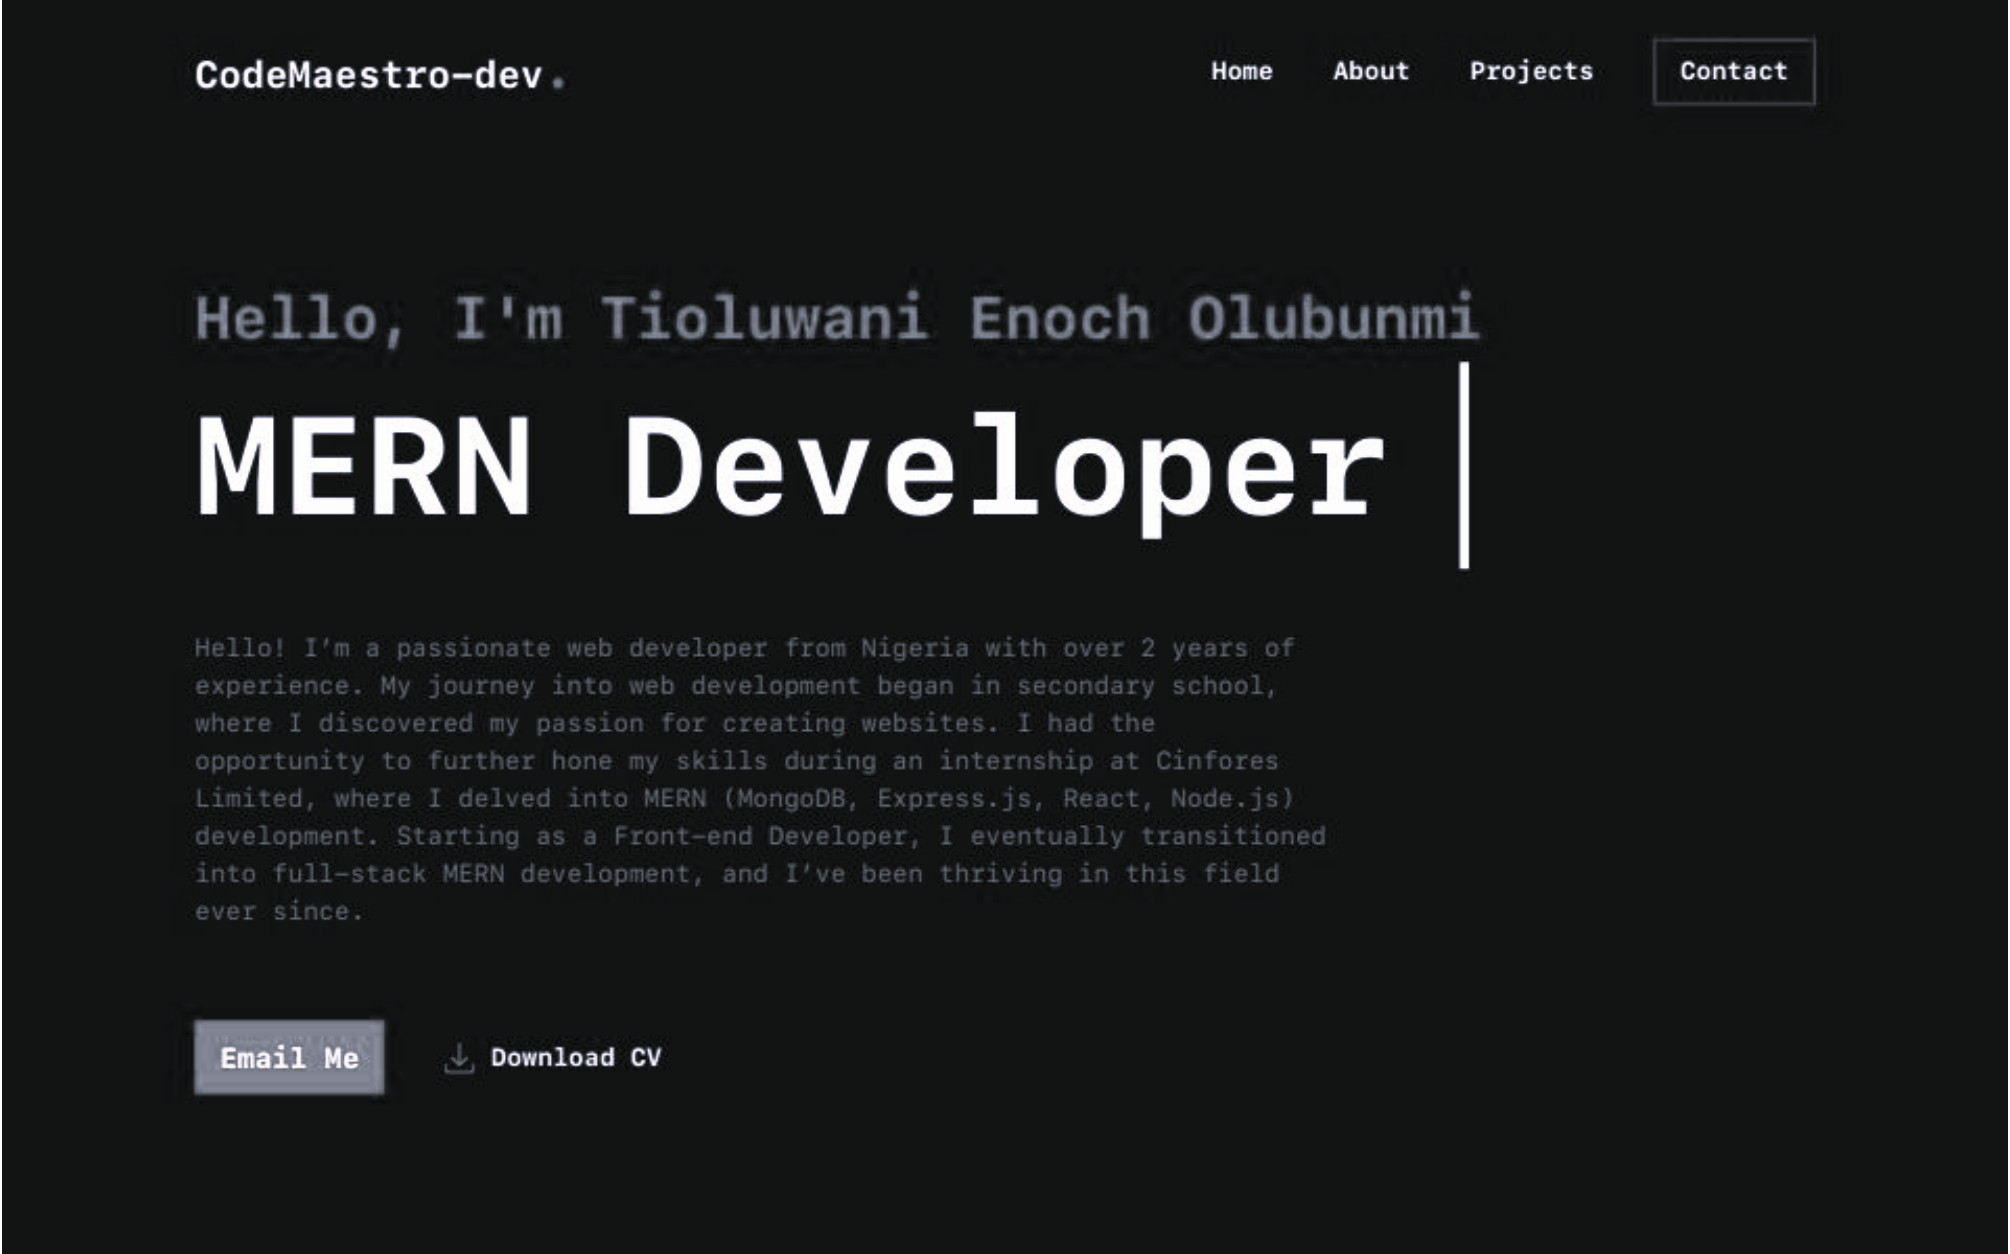 CodeMaestro-dev.
Home
About
Projects
Contact
Hello, I'm Tioluwani Enoch Olubunmi
MERN Developer
Hello! I’m a passionate web developer from Nigeria with over 2 years of
experience. My journey into web development began in secondary school,
where I discovered my passion for creating websites. I had the
opportunity to further hone my skills during an internship at Cinfores
Limited, where I delved into MERN (MongoDB, Express.js, React, Node.js)
development. Starting as a Front-end Developer, I eventually transitioned
into full-stack MERN development, and I’ve been thriving in this field
ever since.
Email Me
Download CV